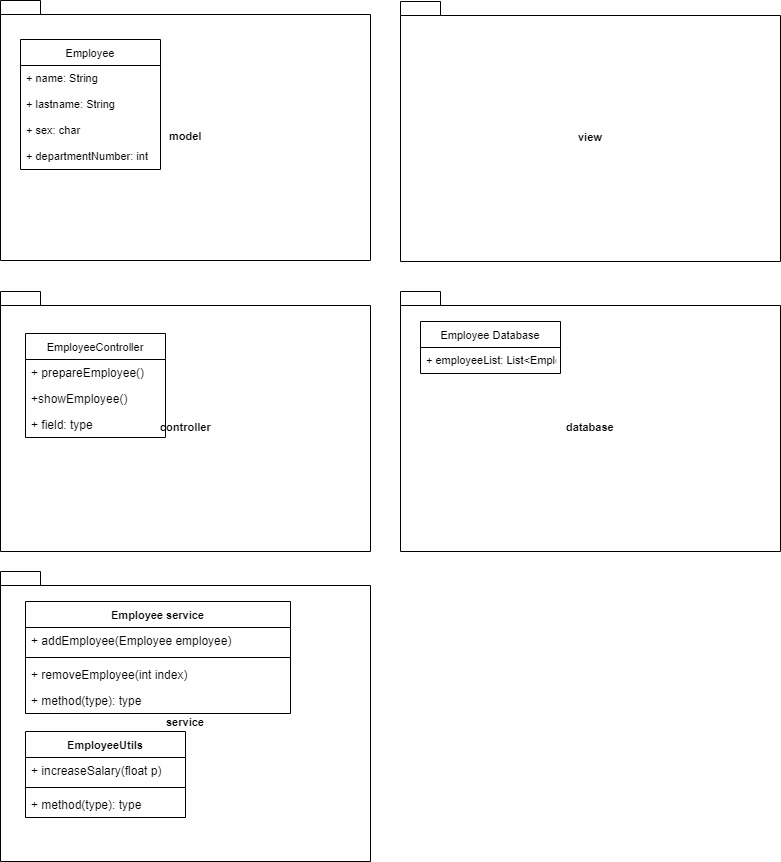 Employee
+ name: String
+ lastname: String
+ sex: char
+ departmentNumber: int
model
view
EmployeeController
+ prepareEmployee()
+showEmployee()
+ field: type
controller
Employee Database
+ employeeList: List<Empl
database
Employee service
+ addEmployee(Employee employee)
+ removeEmployee(int index)
+ method(type): type
service
EmployeeUtils
+ increaseSalary(float p)
+ method(type): type